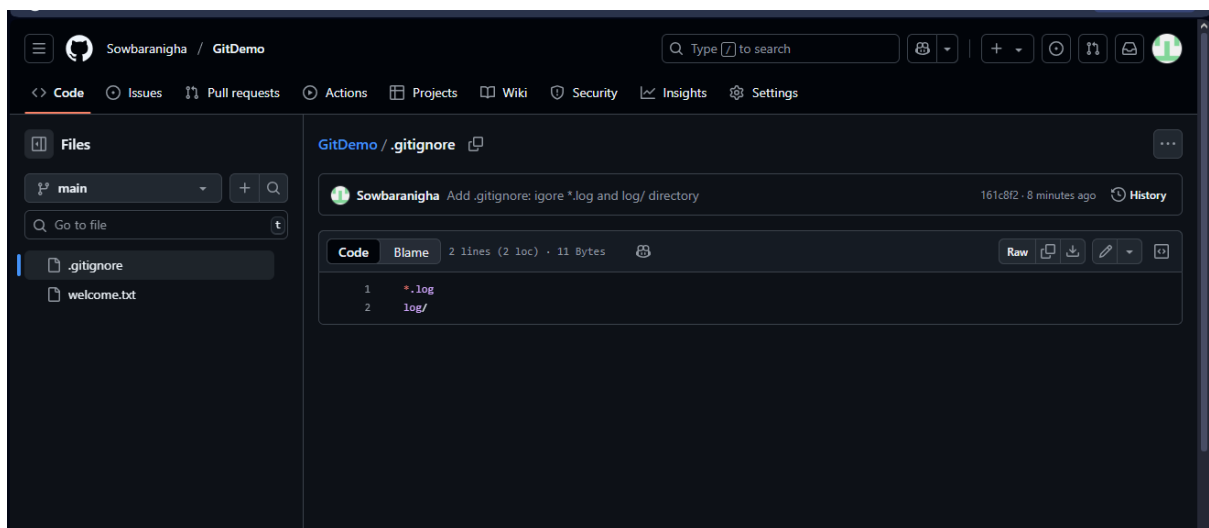 Sowbaranigha / GitDemo
Type / to search
Code Issues Pull requests Actions Projects Wiki Security Insights Settings
Files
GitDemo / .gitignore
main
Sowbaranigha Add .gitignore: igore *.log and log/ directory
161c8f2 · 8 minutes ago History
Go to file t
Code Blame 2 lines (2 loc) · 11 Bytes
Raw
.gitignore
1 *.log
welcome.txt
2 log/